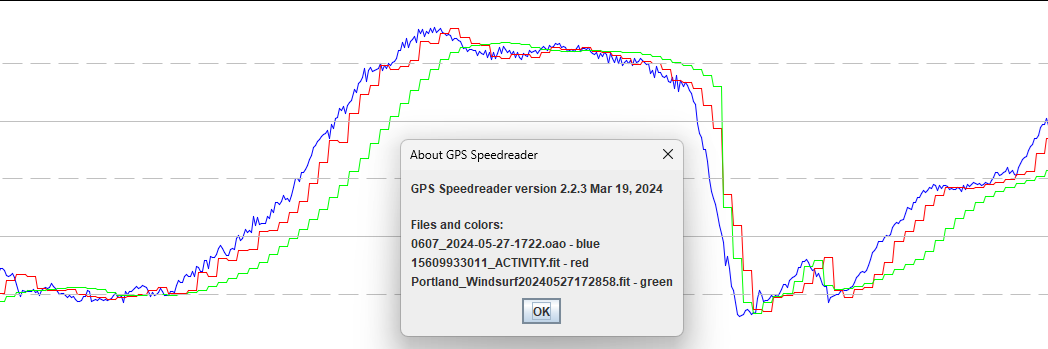 About GPS Speedreader
GPS Speedreader version 2.2.3 Mar 19, 2024
Files and colors:
0607_2024-05-27-1722.oao - blue
15609933011_ACTIVITY.fit - red
Portland_Windsurf20240527172858.fit - green
OK